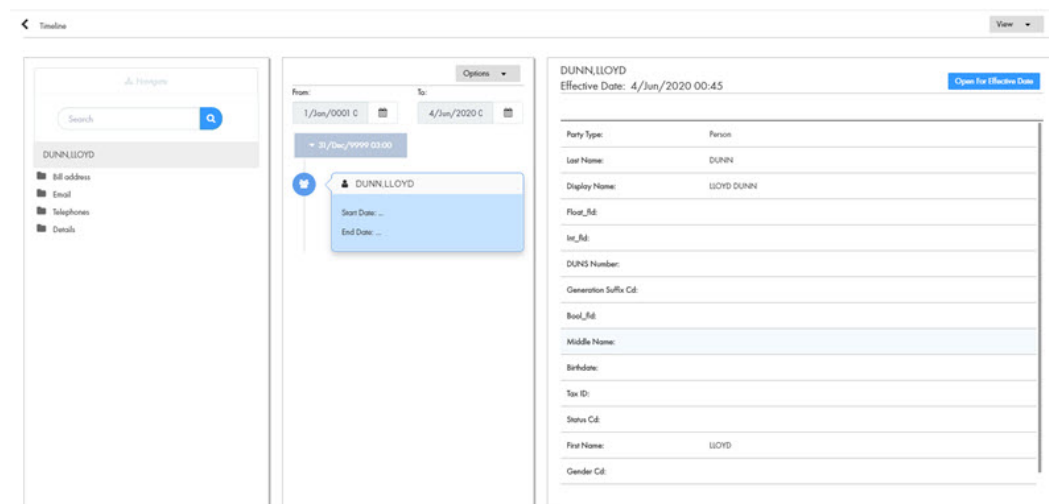 Timeline
View
Navigate
Search
DUNN,LLOYD
Bill address
Email
Telephones
Details
Options
From:
To:
1/Jan/0001 0
4/Jun/2020 0
31/Dec/9999 03:00
DUNN,LLOYD
Start Date: ...
End Date: ...
DUNN,LLOYD
Effective Date: 4/Jun/2020 00:45
Open For Effective Date
Party Type: Person
Last Name: DUNN
Display Name: LLOYD DUNN
Float_fld:
Int_fld:
DUNS Number:
Generation Suffix Cd:
Bool_fld:
Middle Name:
Birthdate:
Tax ID:
Status Cd:
First Name: LLOYD
Gender Cd: